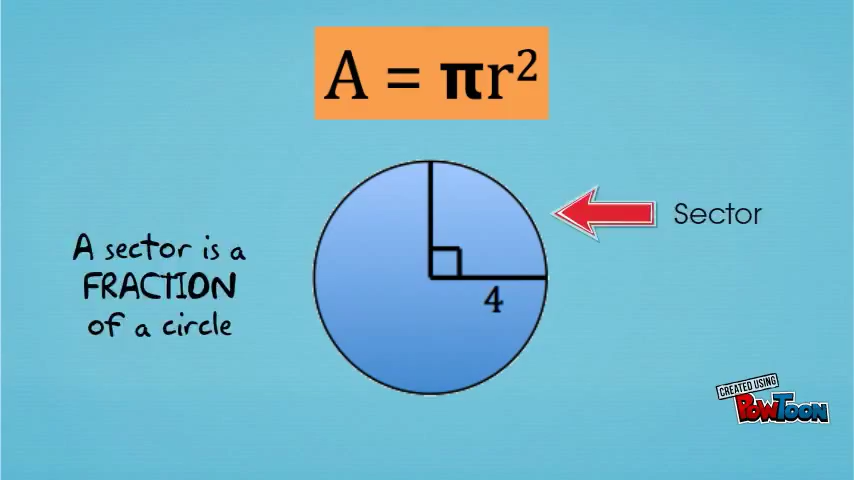 A = πr²
Sector
A sector is a
FRACTION
of a circle
4
CREATED USING
POWTOON